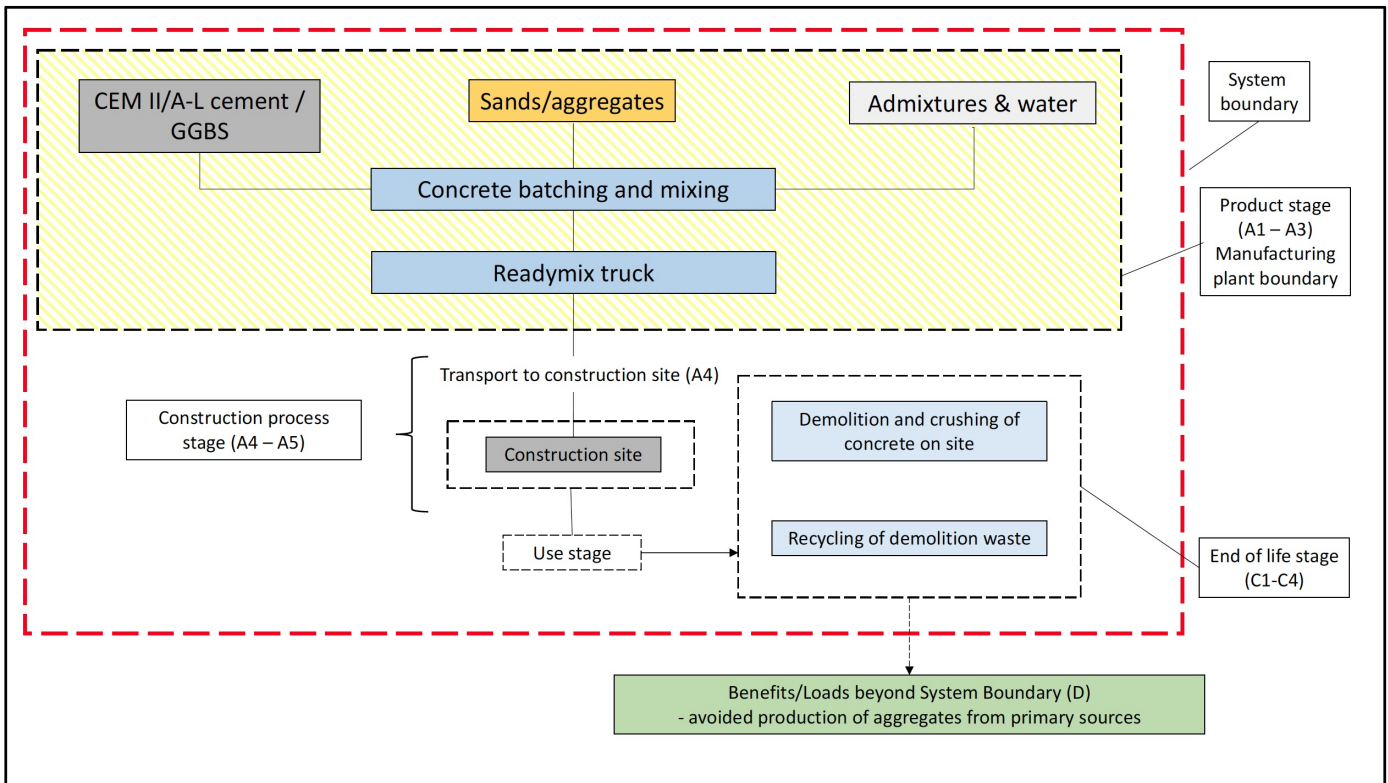 CEM II/A-L cement /
GGBS
Sands/aggregates
Admixtures & water
System
boundary
Concrete batching and mixing
Product stage
(A1 – A3)
Manufacturing
plant boundary
Readymix truck
Transport to construction site (A4)
Construction process
stage (A4 – A5)
Construction site
Demolition and crushing of
concrete on site
Use stage
Recycling of demolition waste
End of life stage
(C1-C4)
Benefits/Loads beyond System Boundary (D)
- avoided production of aggregates from primary sources